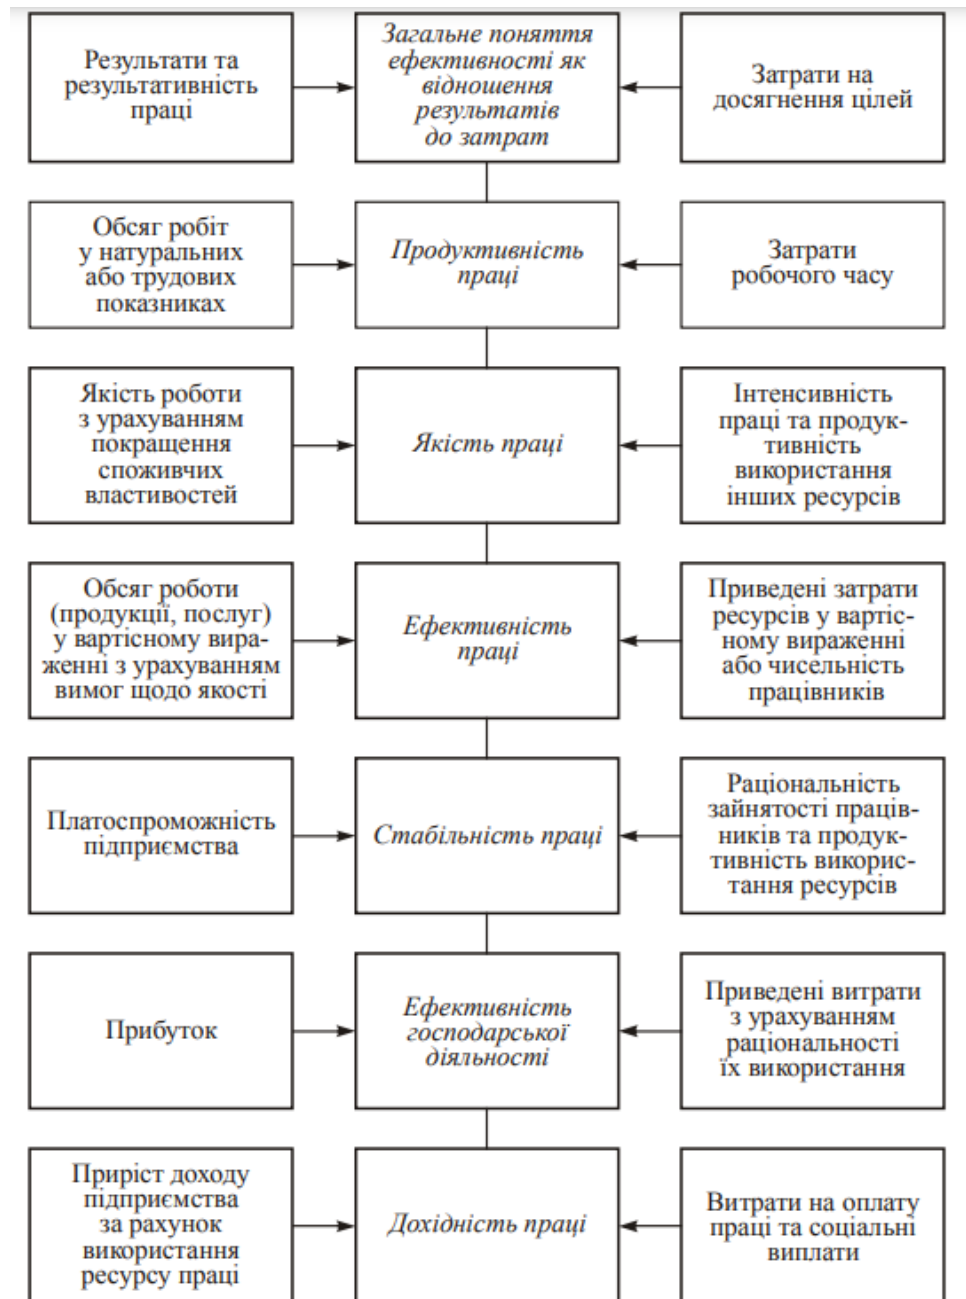 Результати та
результативність
праці
Загальне поняття
ефективності як
відношення
результатів
до затрат
Затрати на
досягнення цілей
Обсяг робіт
у натуральних
або трудових
показниках
Продуктивність
праці
Затрати
робочого часу
Якість роботи
з урахуванням
покращення
споживчих
властивостей
Якість праці
Інтенсивність
праці та продук-
тивність
використання
інших ресурсів
Обсяг роботи
(продукції, послуг)
у вартісному вира-
женні з урахуванням
вимог щодо якості
Ефективність
праці
Приведені затрати
ресурсів у вартіс-
ному вираженні
або чисельність
працівників
Платоспроможність
підприємства
Стабільність праці
Раціональність
зайнятості праців-
ників та продук-
тивність викорис-
тання ресурсів
Прибуток
Ефективність
господарської
діяльності
Приведені витрати
з урахуванням
раціональності
їх використання
Приріст доходу
підприємства
за рахунок
використання
ресурсу праці
Дохідність праці
Витрати на оплату
праці та соціальні
виплати